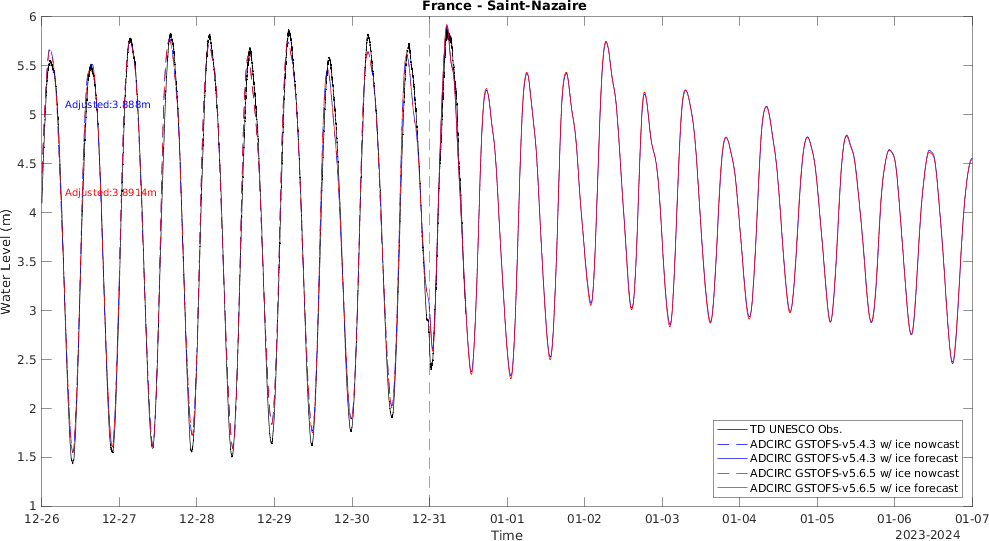 France - Saint-Nazaire
Water Level (m)
6
5.5
5
4.5
4
3.5
3
2.5
2
1.5
1
Adjusted:3.888m
Adjusted:3.8914m
TD UNESCO Obs.
ADCIRC GSTOFS-v5.4.3 w/ ice nowcast
ADCIRC GSTOFS-v5.4.3 w/ ice forecast
ADCIRC GSTOFS-v5.6.5 w/ ice nowcast
ADCIRC GSTOFS-v5.6.5 w/ ice forecast
12-26 12-27 12-28 12-29 12-30 12-31 01-01 01-02 01-03 01-04 01-05 01-06 01-07
Time
2023-2024